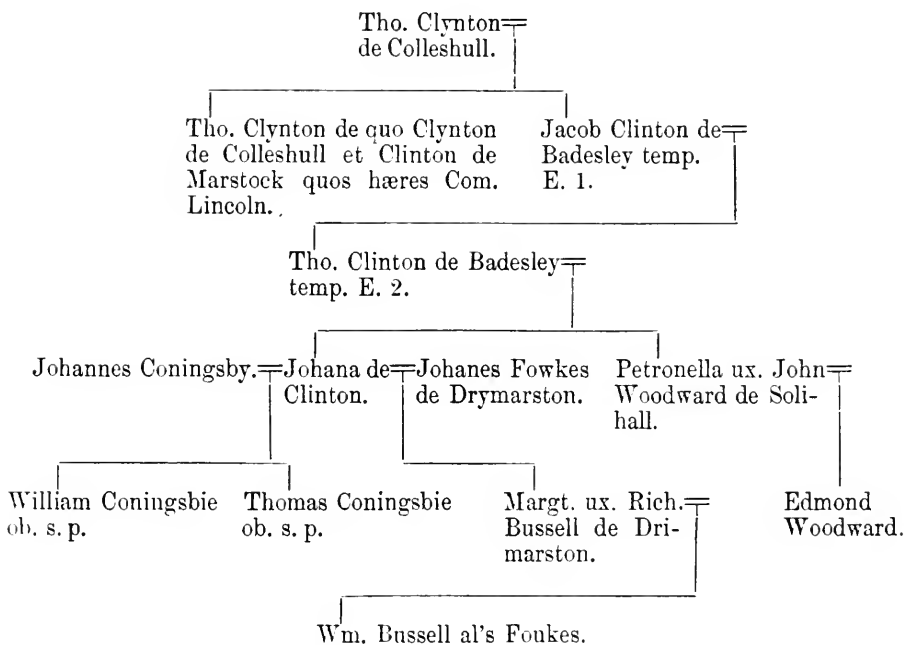 Tho. Clynton
de Colleshull.
Tho. Clynton de quo Clynton
de Colleshull et Clinton de
Marstock quos hæres Com.
Lincoln.
Jacob Clinton de
Badesley temp.
E. 1.
Tho. Clinton de Badesley
temp. E. 2.
Johannes Coningsby.
Johana de
Clinton.
Johanes Fowkes
de Drymarston.
Petronella ux. John
Woodward de Soli-
hall.
William Coningsbie
ob. s. p.
Thomas Coningsbie
ob. s. p.
Margt. ux. Rich.
Bussell de Dri-
marston.
Edmond
Woodward.
Wm. Bussell al's Foukes.